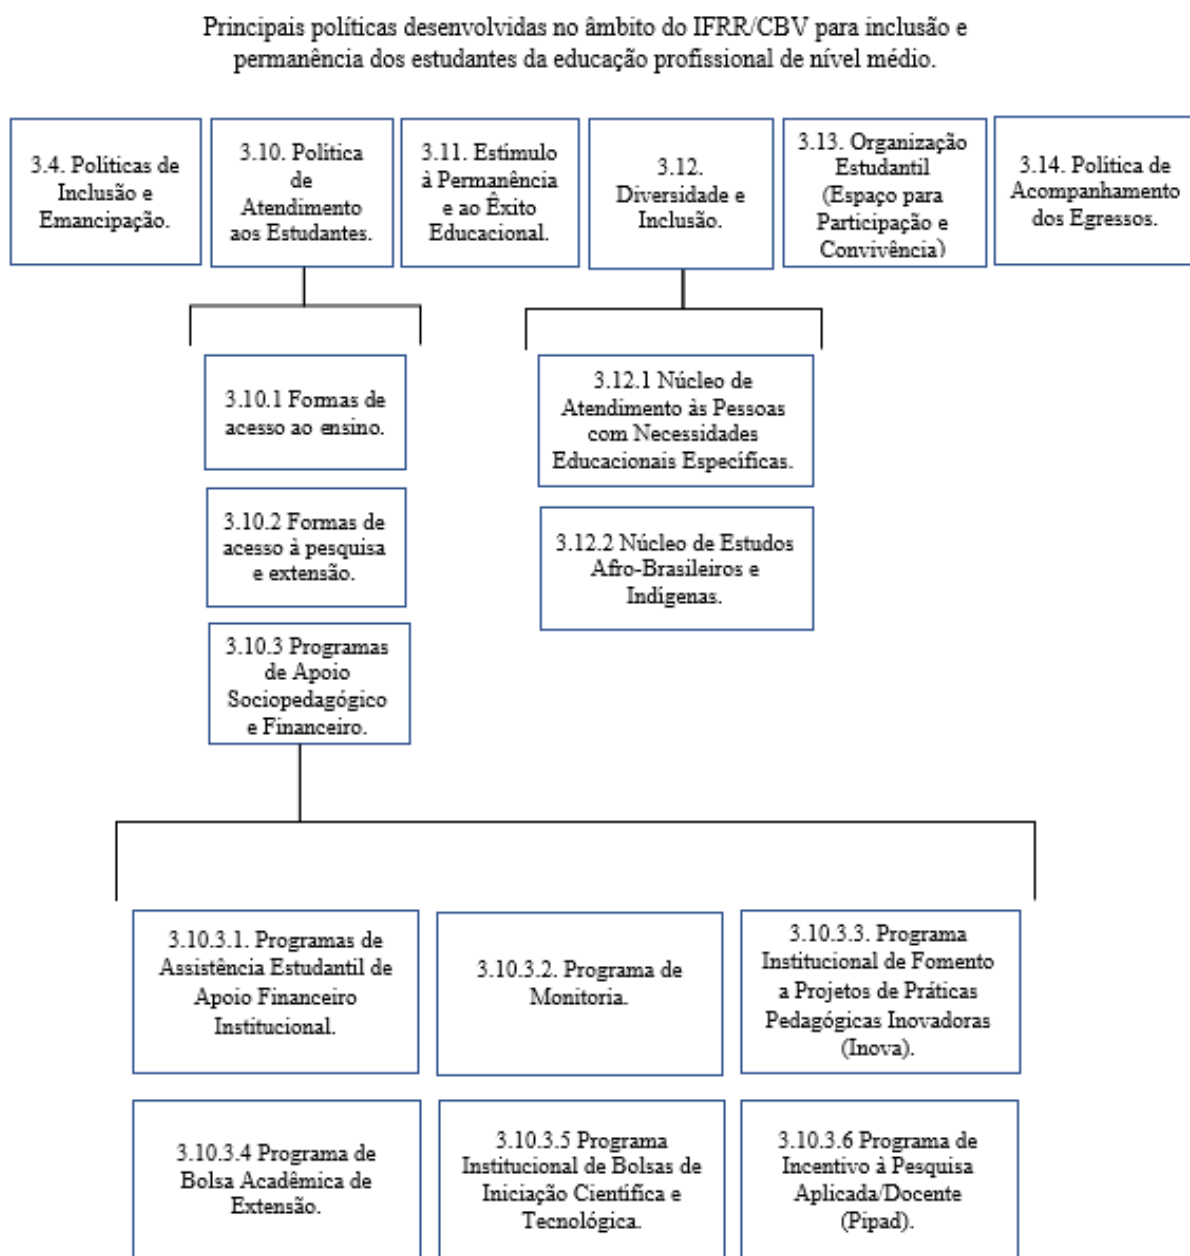 Principais políticas desenvolvidas no âmbito do IFRR/CBV para inclusão e
permanência dos estudantes da educação profissional de nível médio.
3.4. Políticas de
Inclusão e
Emancipação.
3.10. Política
de
Atendimento
aos Estudantes.
3.11. Estímulo
à Permanência
e ao Êxito
Educacional.
3.12.
Diversidade e
Inclusão.
3.13. Organização
Estudantil
(Espaço para
Participação e
Convivência)
3.14. Política de
Acompanhamento
dos Egressos.
3.10.1 Formas de
acesso ao ensino.
3.10.2 Formas de
acesso à pesquisa
e extensão.
3.10.3 Programas
de Apoio
Sociopedagógico
e Financeiro.
3.12.1 Núcleo de
Atendimento às Pessoas
com Necessidades
Educacionais Específicas.
3.12.2 Núcleo de Estudos
Afro-Brasileiros e
Indígenas.
3.10.3.1. Programas de
Assistência Estudantil de
Apoio Financeiro
Institucional.
3.10.3.2. Programa de
Monitoria.
3.10.3.3. Programa
Institucional de Fomento
a Projetos de Práticas
Pedagógicas Inovadoras
(Inova).
3.10.3.4 Programa de
Bolsa Acadêmica de
Extensão.
3.10.3.5 Programa
Institucional de Bolsas de
Iniciação Científica e
Tecnológica.
3.10.3.6 Programa de
Incentivo à Pesquisa
Aplicada/Docente
(Pipad).